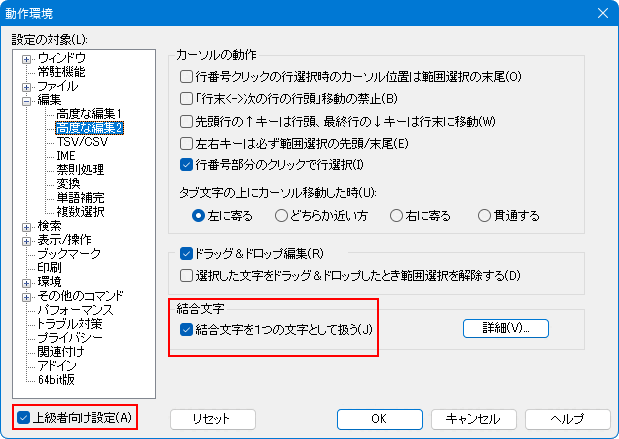 動作環境
設定の対象(L):
ウィンドウ
常駐機能
ファイル
編集
高度な編集1
高度な編集2
TSV/CSV
IME
禁則処理
変換
単語補完
複数選択
検索
表示/操作
ブックマーク
印刷
環境
その他のコマンド
パフォーマンス
トラブル対策
プライバシー
関連付け
アドイン
64bit版
カーソルの動作
行番号クリックの行選択時のカーソル位置は範囲選択の末尾(O)
「行末<->次の行の行頭」移動の禁止(B)
先頭行の↑キーは行頭、最終行の↓キーは行末に移動(W)
左右キーは必ず範囲選択の先頭/末尾(E)
行番号部分のクリックで行選択(I)
タブ文字の上にカーソル移動した時(U):
左に寄る
どちらか近い方
右に寄る
貫通する
ドラッグ&ドロップ編集(R)
選択した文字をドラッグ&ドロップしたとき範囲選択を解除する(D)
結合文字
結合文字を1つの文字として扱う(J)
詳細(V)...
上級者向け設定(A)
リセット
OK
キャンセル
ヘルプ